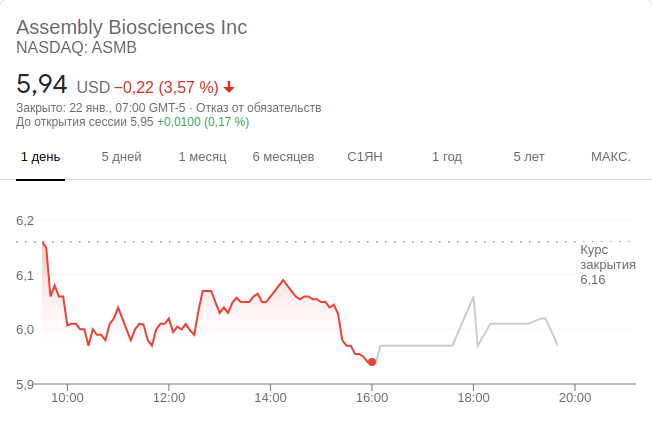 Assembly Biosciences Inc
NASDAQ: ASMB
5,94 USD −0,22 (3,57 %)
Закрыто: 22 янв., 07:00 GMT-5 · Отказ от обязательств
До открытия сессии 5,95 +0,0100 (0,17 %)
1 день 5 дней 1 месяц 6 месяцев С1ЯН 1 год 5 лет МАКС.
6,2
Курс
закрытия
6,16
6,1
6,0
5,9
10:00 12:00 14:00 16:00 18:00 20:00